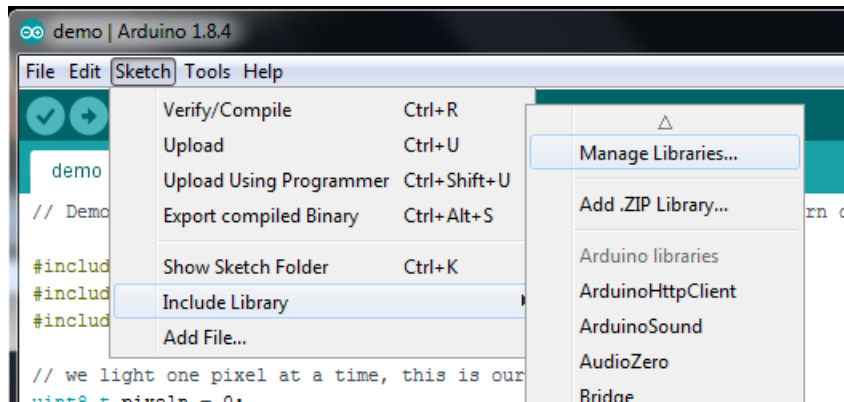 demo | Arduino 1.8.4
File Edit Sketch Tools Help
Verify/Compile Ctrl+R
Upload Ctrl+U
Upload Using Programmer Ctrl+Shift+U
Export compiled Binary Ctrl+Alt+S
Show Sketch Folder Ctrl+K
Include Library
Add File...
Manage Libraries...
Add .ZIP Library...
Arduino libraries
ArduinoHttpClient
ArduinoSound
AudioZero
Bridge
demo
// Demo
#includ
#includ
#includ
// we light one pixel at a time, this is our
uint8_t pixeln = 0;